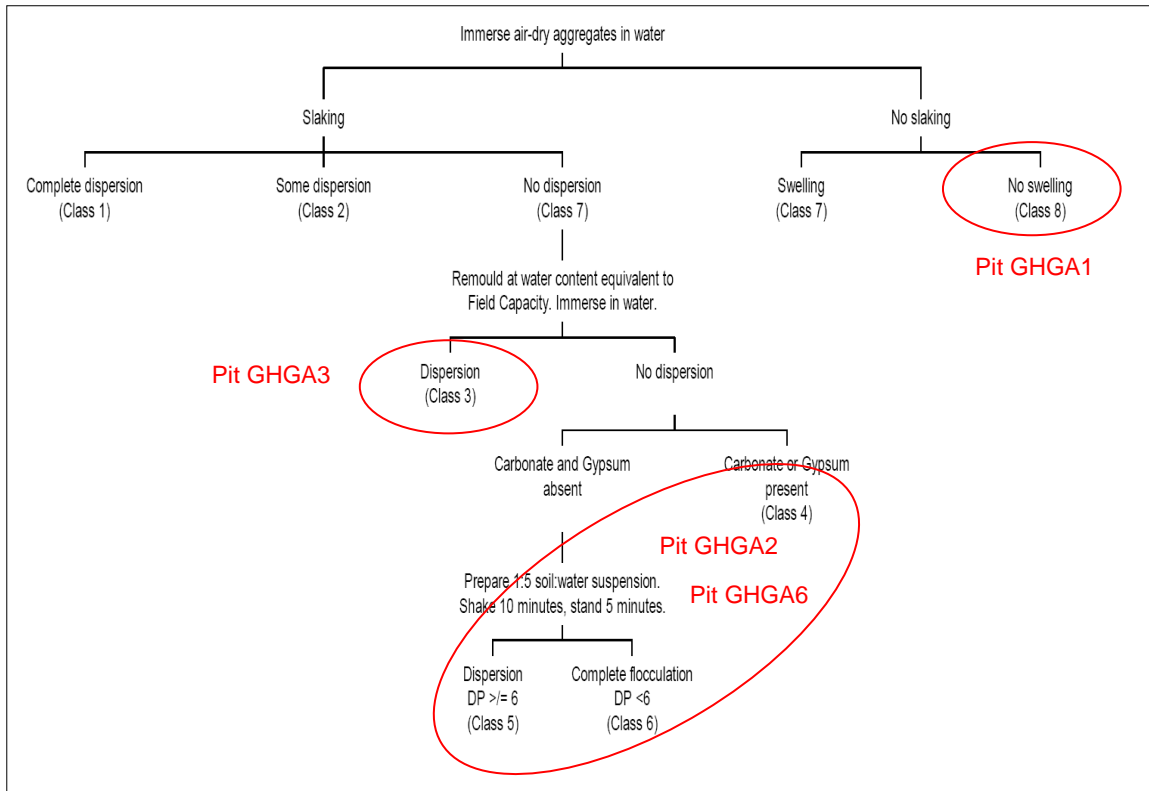 Immerse air-dry aggregates in water
Slaking
No slaking
Complete dispersion
(Class 1)
Some dispersion
(Class 2)
No dispersion
(Class 7)
Swelling
(Class 7)
No swelling
(Class 8)
Pit GHGA1
Remould at water content equivalent to
Field Capacity. Immerse in water.
Pit GHGA3
Dispersion
(Class 3)
No dispersion
Carbonate and Gypsum
absent
Carbonate or Gypsum
present
(Class 4)
Pit GHGA2
Pit GHGA6
Prepare 1:5 soil:water suspension.
Shake 10 minutes, stand 5 minutes.
Dispersion
DP >/= 6
(Class 5)
Complete flocculation
DP <6
(Class 6)